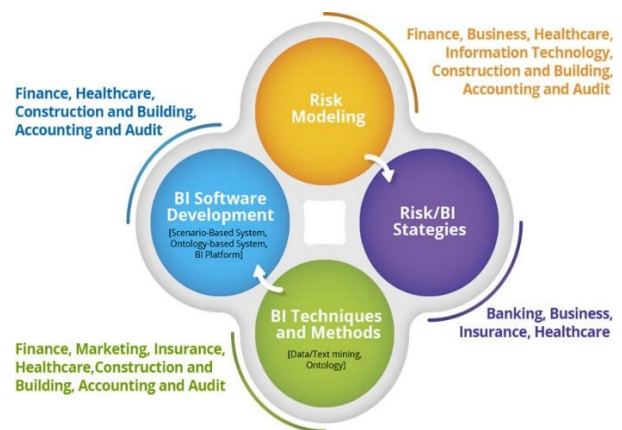 Finance, Business, Healthcare,
Information Technology,
Construction and Building,
Accounting and Audit
Risk
Modeling
Finance, Healthcare,
Construction and Building,
Accounting and Audit
BI Software
Development
[Scenario-Based System,
Ontology-based System,
BI Platform]
Risk/BI
Stategies
BI Techniques
and Methods
[Data/Text mining,
Ontology]
Banking, Business,
Insurance, Healthcare
Finance, Marketing, Insurance,
Healthcare,Construction and
Building, Accounting and Audit